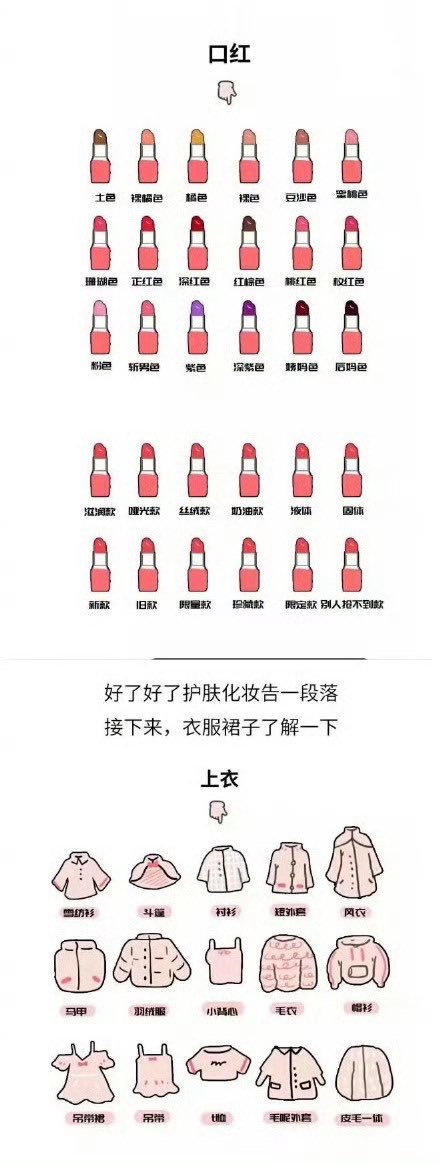 口红
土色 裸橘色 橘色 裸色 豆沙色 蜜桃色
珊瑚色 正红色 深红色 红棕色 桃红色 玫红色
粉色 斩男色 紫色 深紫色 姨妈色 后妈色
滋润款 哑光款 丝绒款 奶油款 液体 固体
新款 旧款 限量款 珍藏款 限定款 别人抢不到款
好了好了护肤化妆告一段落
接下来，衣服裙子了解一下
上衣
雪纺衫 斗篷 衬衫 短外套 风衣
马甲 羽绒服 小背心 毛衣 帽衫
吊带裙 吊带 t恤 毛呢外套 皮毛一体